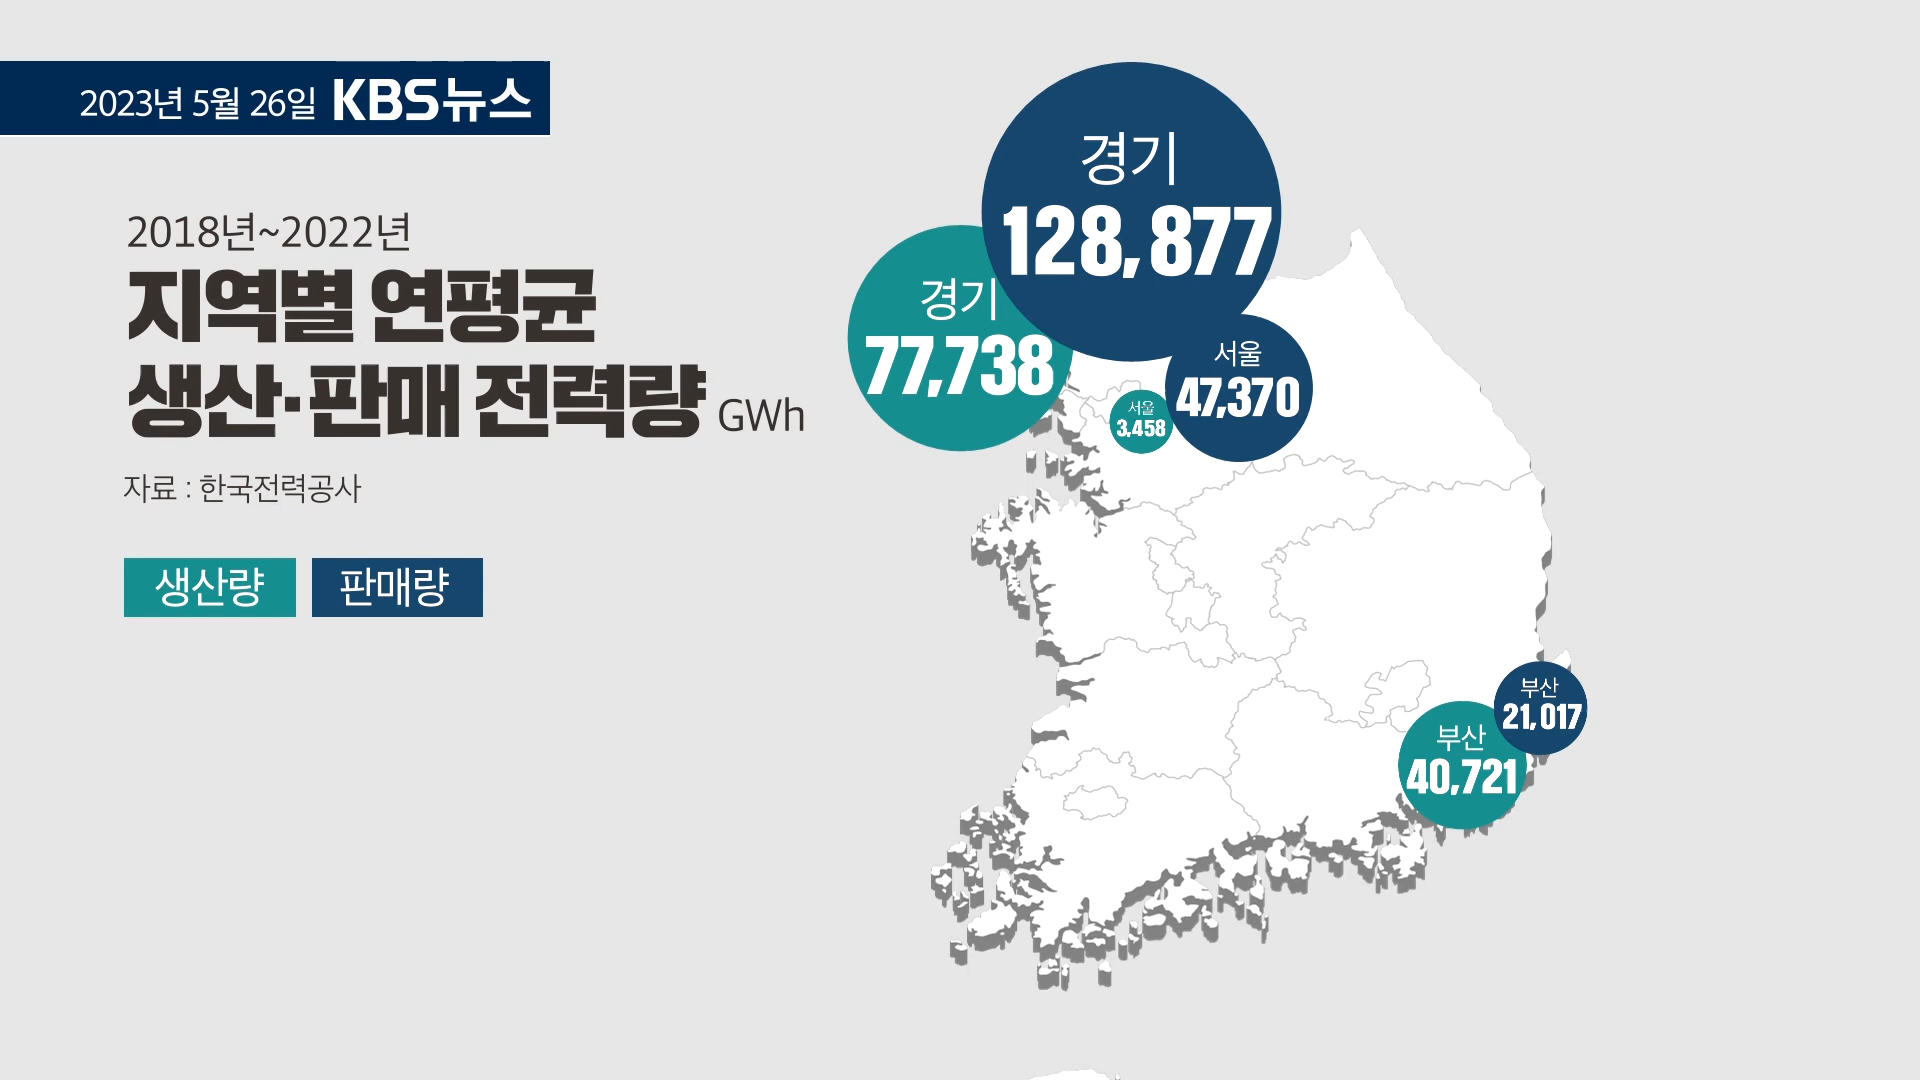 2023년 5월 26일 KBS뉴스
2018년~2022년
지역별 연평균
생산·판매 전력량 GWh
자료 : 한국전력공사
생산량 판매량
경기
128,877
경기
77,738
서울
47,370
서울
3,458
부산
21,017
부산
40,721